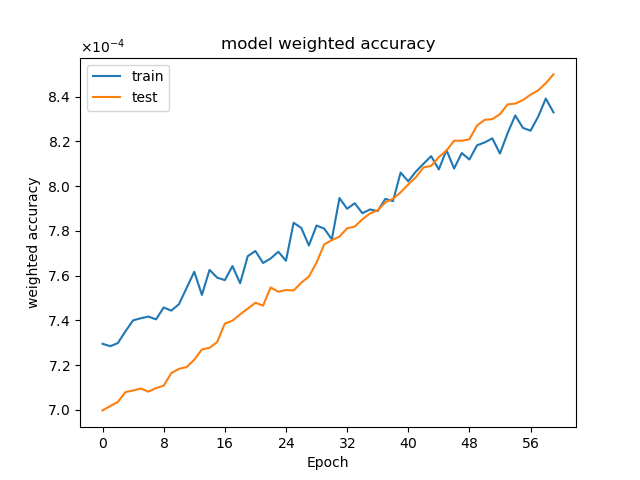 ×10⁻⁴
model weighted accuracy
train
test
8.4
8.2
8.0
7.8
7.6
7.4
7.2
7.0
weighted accuracy
0 8 16 24 32 40 48 56
Epoch